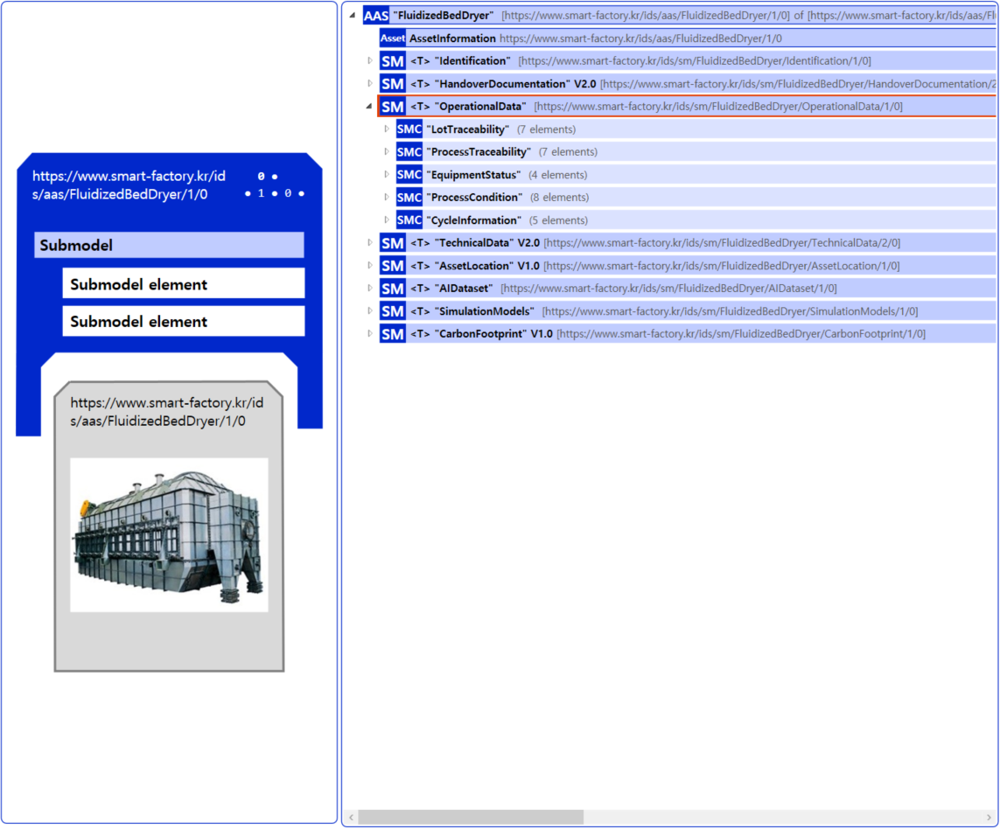 https://www.smart-factory.kr/id
s/aas/FluidizedBedDryer/1/0
0 ●
● 1 ● 0 ●
Submodel
Submodel element
Submodel element
https://www.smart-factory.kr/id
s/aas/FluidizedBedDryer/1/0
AAS "FluidizedBedDryer" [https://www.smart-factory.kr/ids/aas/FluidizedBedDryer/1/0] of [https://www.smart-factory.kr/ids/aas/Fl
Asset AssetInformation https://www.smart-factory.kr/ids/aas/FluidizedBedDryer/1/0
SM <T> "Identification" [https://www.smart-factory.kr/ids/sm/FluidizedBedDryer/Identification/1/0]
SM <T> "HandoverDocumentation" V2.0 [https://www.smart-factory.kr/ids/sm/FluidizedBedDryer/HandoverDocumentation/2
SM <T> "OperationalData" [https://www.smart-factory.kr/ids/sm/FluidizedBedDryer/OperationalData/1/0]
SMC "LotTraceability" (7 elements)
SMC "ProcessTraceability" (7 elements)
SMC "EquipmentStatus" (4 elements)
SMC "ProcessCondition" (8 elements)
SMC "CycleInformation" (5 elements)
SM <T> "TechnicalData" V2.0 [https://www.smart-factory.kr/ids/sm/FluidizedBedDryer/TechnicalData/2/0]
SM <T> "AssetLocation" V1.0 [https://www.smart-factory.kr/ids/sm/FluidizedBedDryer/AssetLocation/1/0]
SM <T> "AIDataset" [https://www.smart-factory.kr/ids/sm/FluidizedBedDryer/AIDataset/1/0]
SM <T> "SimulationModels" [https://www.smart-factory.kr/ids/sm/FluidizedBedDryer/SimulationModels/1/0]
SM <T> "CarbonFootprint" V1.0 [https://www.smart-factory.kr/ids/sm/FluidizedBedDryer/CarbonFootprint/1/0]